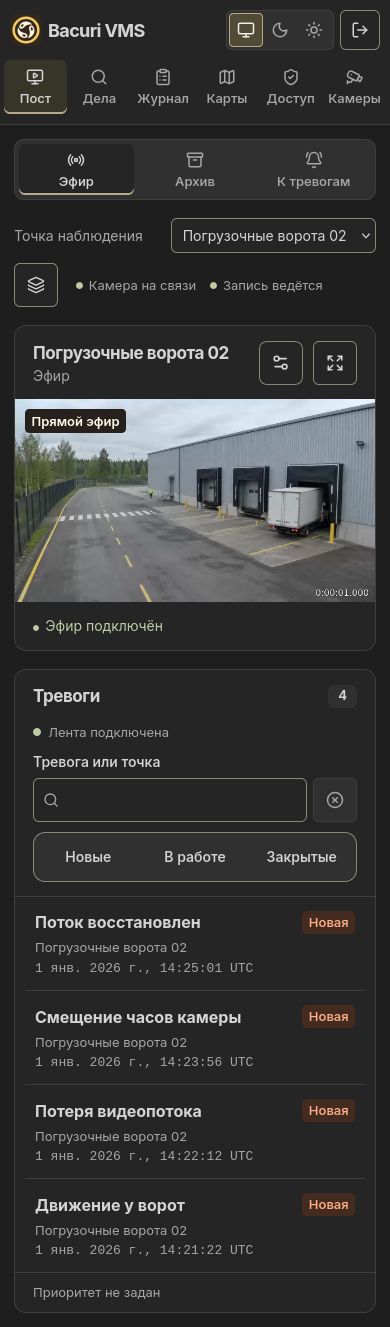 Bacuri VMS
Пост Дела Журнал Карты Доступ Камеры
Эфир Архив К тревогам
Точка наблюдения Погрузочные ворота 02
Камера на связи Запись ведётся
Погрузочные ворота 02
Эфир
Прямой эфир
0:00:01.000
Эфир подключён
Тревоги 4
Лента подключена
Тревога или точка
Новые В работе Закрытые
Поток восстановлен Новая
Погрузочные ворота 02
1 янв. 2026 г., 14:25:01 UTC
Смещение часов камеры Новая
Погрузочные ворота 02
1 янв. 2026 г., 14:23:56 UTC
Потеря видеопотока Новая
Погрузочные ворота 02
1 янв. 2026 г., 14:22:12 UTC
Движение у ворот Новая
Погрузочные ворота 02
1 янв. 2026 г., 14:21:22 UTC
Приоритет не задан